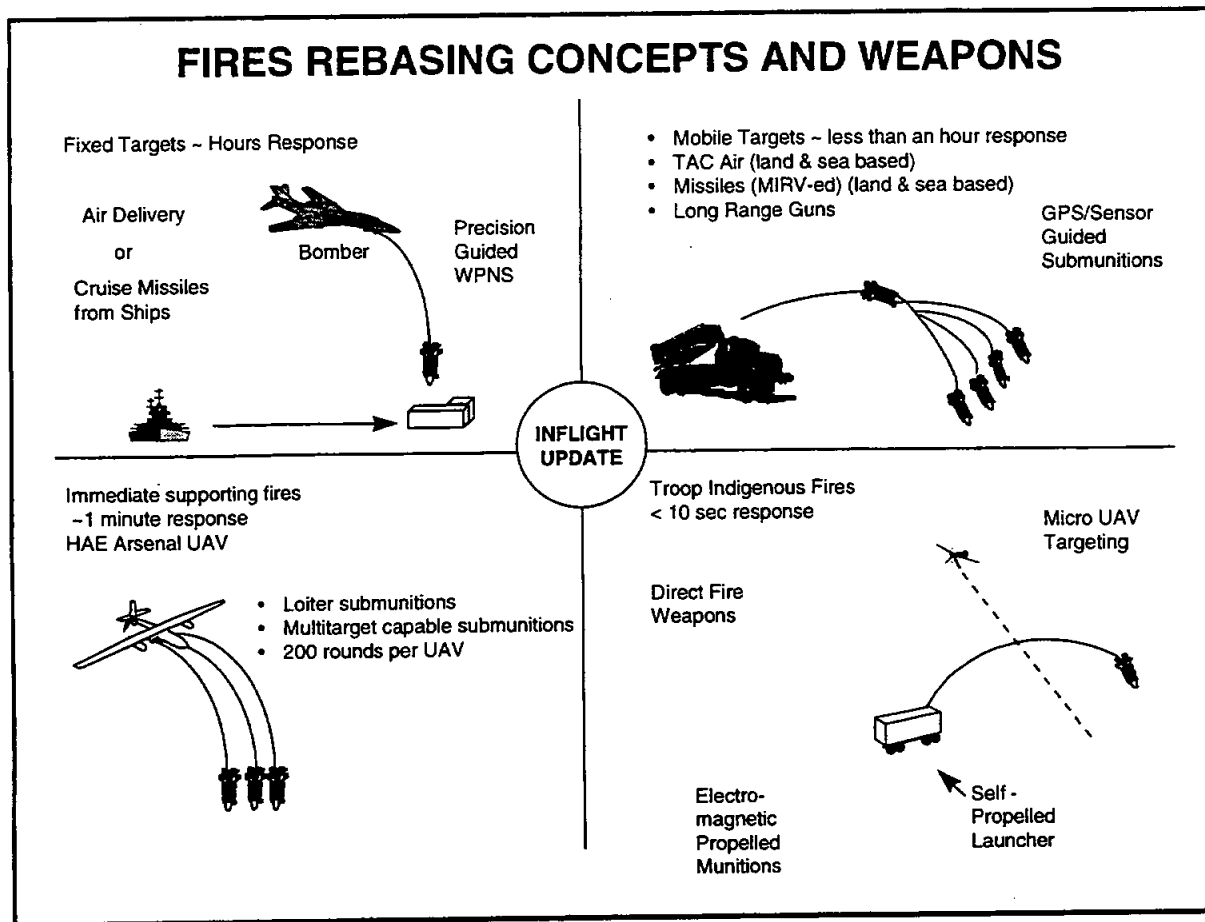 FIRES REBASING CONCEPTS AND WEAPONS
Fixed Targets ~ Hours Response
Air Delivery
or
Cruise Missiles
from Ships
Bomber
Precision
Guided
WPNS
• Mobile Targets ~ less than an hour response
• TAC Air (land & sea based)
• Missiles (MIRV-ed) (land & sea based)
• Long Range Guns
GPS/Sensor
Guided
Submunitions
INFLIGHT
UPDATE
Immediate supporting fires
~1 minute response
HAE Arsenal UAV
• Loiter submunitions
• Multitarget capable submunitions
• 200 rounds per UAV
Troop Indigenous Fires
< 10 sec response
Micro UAV
Targeting
Direct Fire
Weapons
Electro-
magnetic
Propelled
Munitions
Self -
Propelled
Launcher